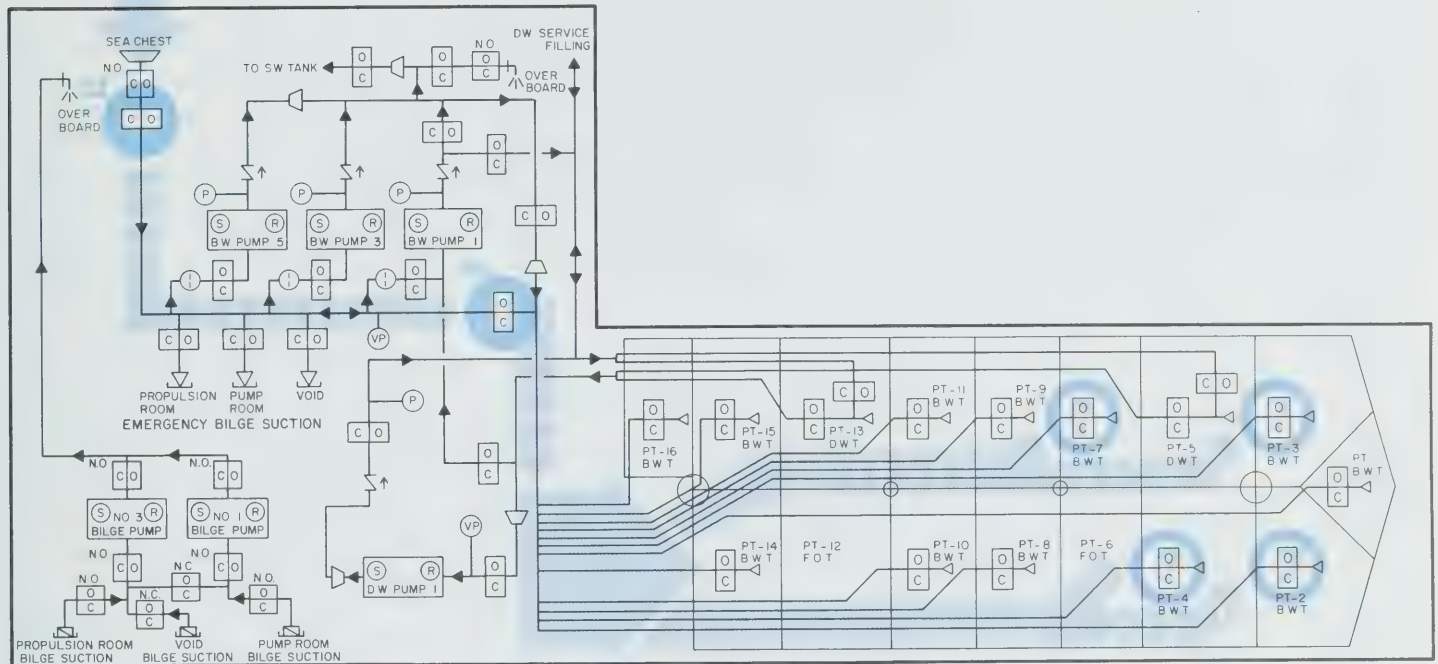 SEA CHEST
NO
C O
C O
OVER
BOARD
TO SW TANK
O
C
O
C
NO
O
C
OVER
BOARD
DW SERVICE
FILLING
C O
O
C
P
P
P
C O
S R
BW PUMP 5
S R
BW PUMP 3
S R
BW PUMP 1
I
O
C
I
O
C
I
O
C
O
C
C O
C O
C O
VP
PROPULSION
ROOM
PUMP
ROOM
VOID
EMERGENCY BILGE SUCTION
P
C O
O
C
O
C
VP
O
C
S R
DW PUMP 1
N.O.
C O
N.O.
C O
S NO 3 R
BILGE PUMP
S NO 1 R
BILGE PUMP
NO
C O
NO
C O
NO
O
C
N.C
O
C
N.C.
O
C
N.O.
O
C
PROPULSION ROOM
BILGE SUCTION
VOID
BILGE SUCTION
PUMP ROOM
BILGE SUCTION
O
C
PT-16
BWT
O
C
PT-15
BWT
O
C
C O
PT-13
DWT
PT-11
BWT
O
C
PT-9
BWT
O
C
O
C
PT-7
BWT
O
C
C O
PT-5
DWT
O
C
PT-3
BWT
PT
BWT
O
C
PT-14
BWT
O
C
PT-12
FOT
PT-10
BWT
O
C
PT-8
BWT
O
C
PT-6
FOT
O
C
PT-4
BWT
O
C
PT-2
BWT